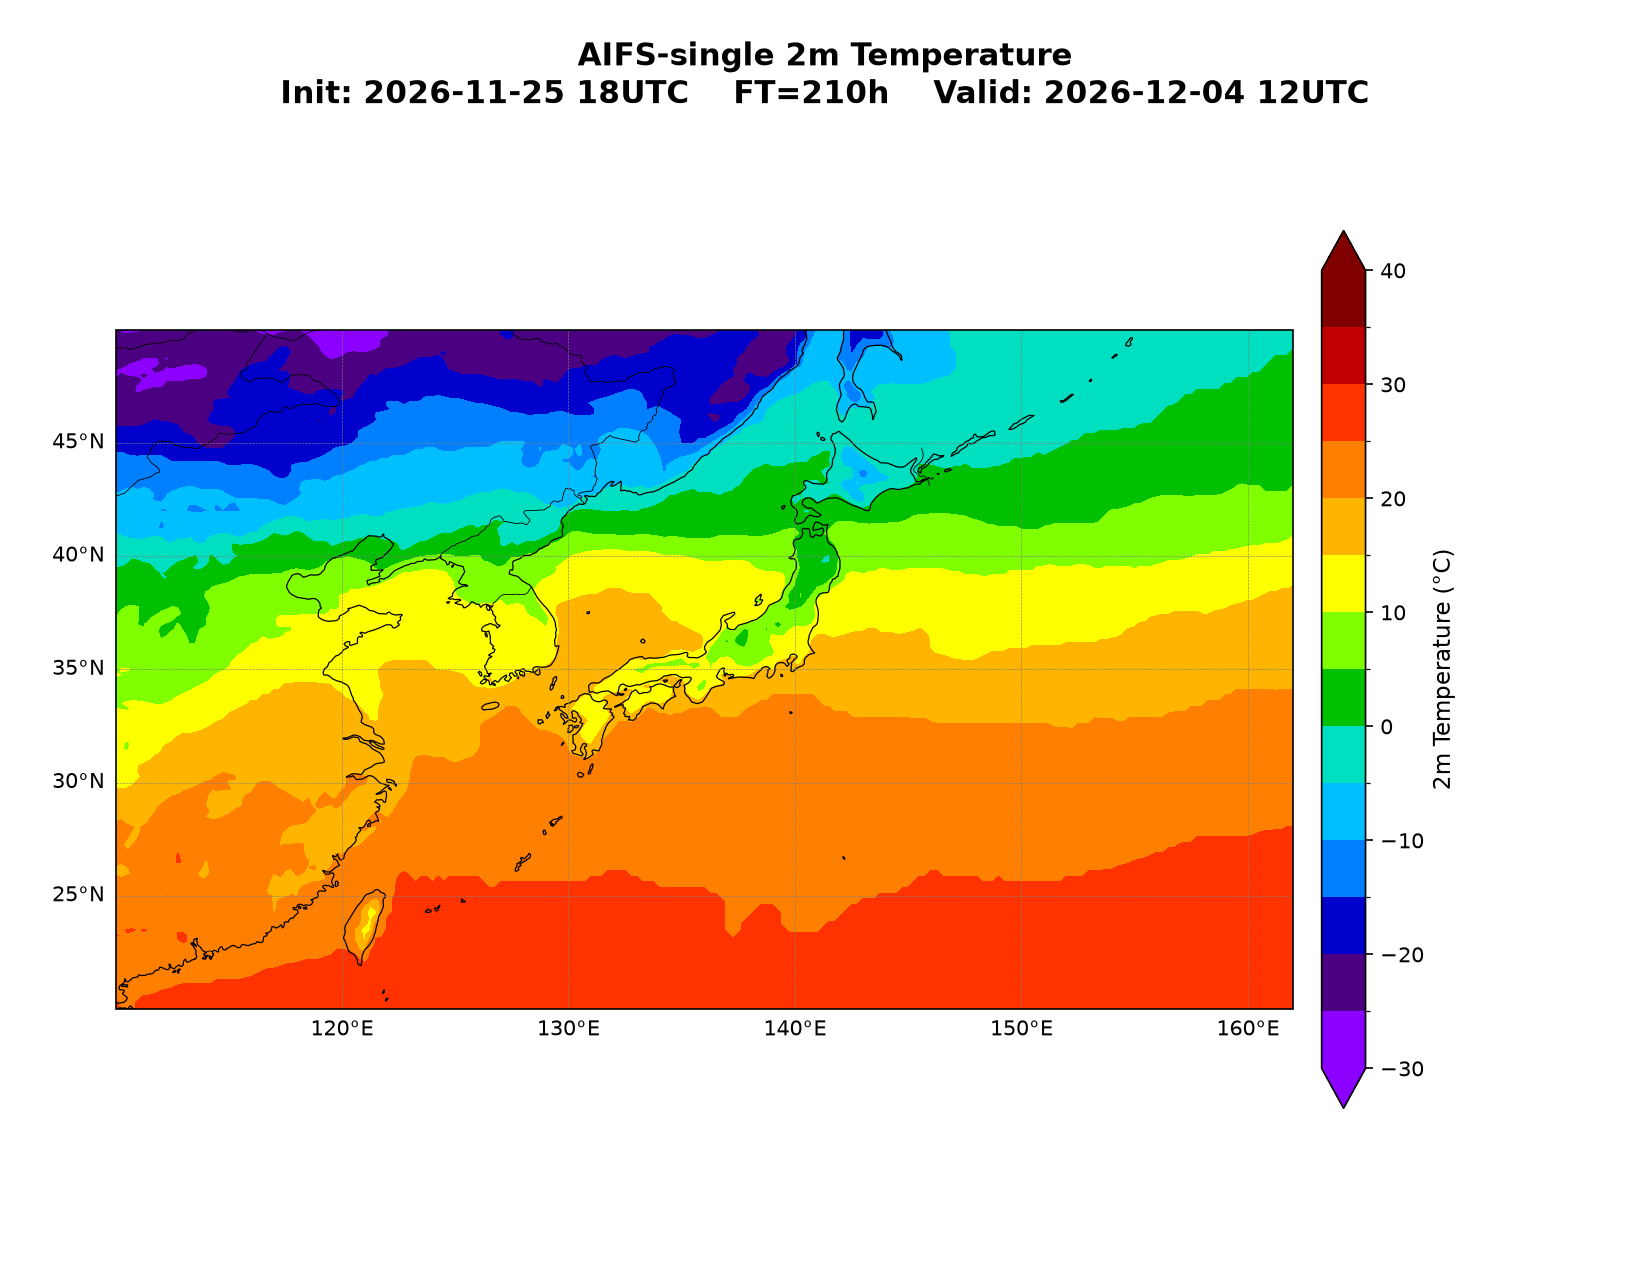 AIFS-single 2m Temperature
Init: 2026-11-25 18UTC    FT=210h    Valid: 2026-12-04 12UTC
45°N
40°N
35°N
30°N
25°N
120°E
130°E
140°E
150°E
160°E
40
30
20
10
0
−10
−20
−30
2m Temperature (°C)